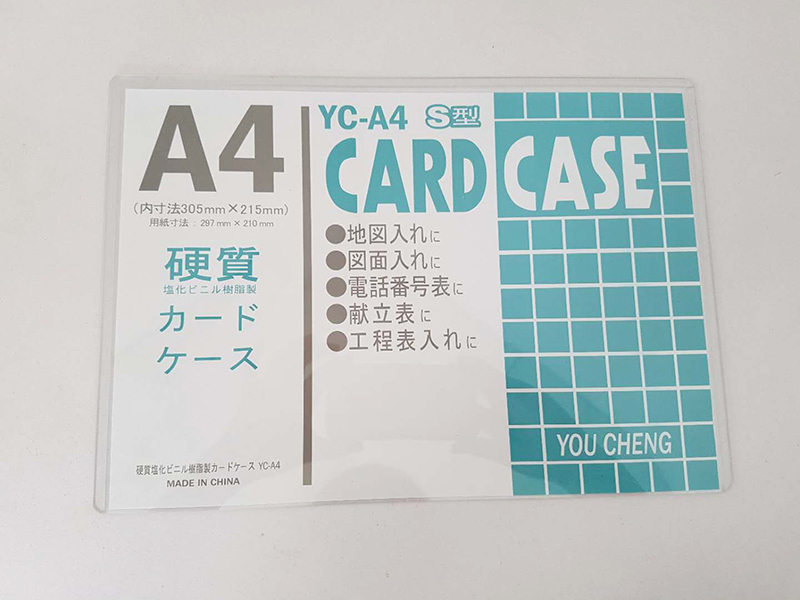 A4
(内寸法305mm×215mm)
用紙寸法:297mm×210mm
硬質
塩化ビニル樹脂製
カード
ケース
硬質塩化ビニル樹脂製カードケース YC-A4
MADE IN CHINA
YC-A4 S型
CARD CASE
●地図入れに
●図面入れに
●電話番号表に
●献立表に
●工程表入れに
YOU CHENG